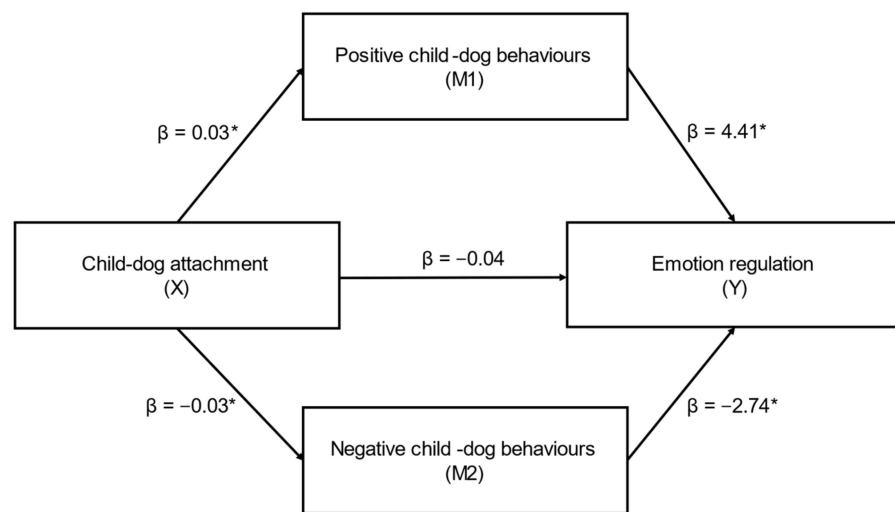 Positive child -dog behaviours
(M1)
β = 0.03*
β = 4.41*
Child-dog attachment
(X)
β = −0.04
Emotion regulation
(Y)
β = −0.03*
β = −2.74*
Negative child -dog behaviours
(M2)